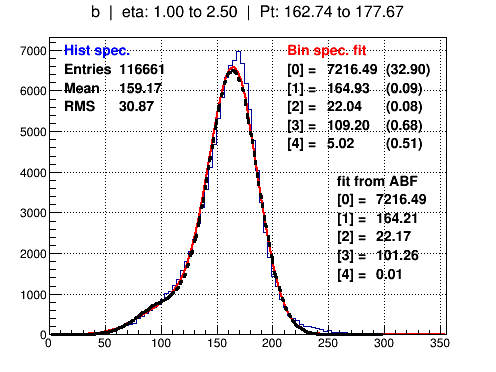 b | eta: 1.00 to 2.50 | Pt: 162.74 to 177.67
Hist spec.
Entries 116661
Mean 159.17
RMS 30.87
Bin spec. fit
[0] = 7216.49 (32.90)
[1] = 164.93 (0.09)
[2] = 22.04 (0.08)
[3] = 109.20 (0.68)
[4] = 5.02 (0.51)
fit from ABF
[0] = 7216.49
[1] = 164.21
[2] = 22.17
[3] = 101.26
[4] = 0.01
7000
6000
5000
4000
3000
2000
1000
0
0 50 100 150 200 250 300 350